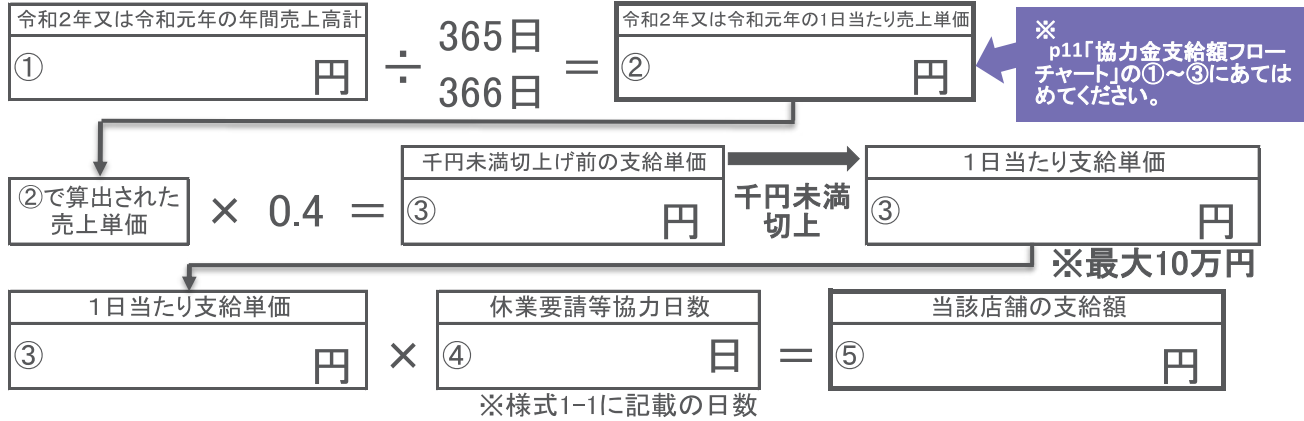 令和2年又は令和元年の年間売上高計
① 円
÷
365日
366日
＝
令和2年又は令和元年の1日当たり売上単価
② 円
※
p11「協力金支給額フロー
チャート」の①～③にあては
めてください。
②で算出された
売上単価
× 0.4 ＝
千円未満切上げ前の支給単価
③ 円
千円未満
切上
1日当たり支給単価
③ 円
※最大10万円
1日当たり支給単価
③ 円
×
休業要請等協力日数
④ 日
※様式1-1に記載の日数
＝
当該店舗の支給額
⑤ 円